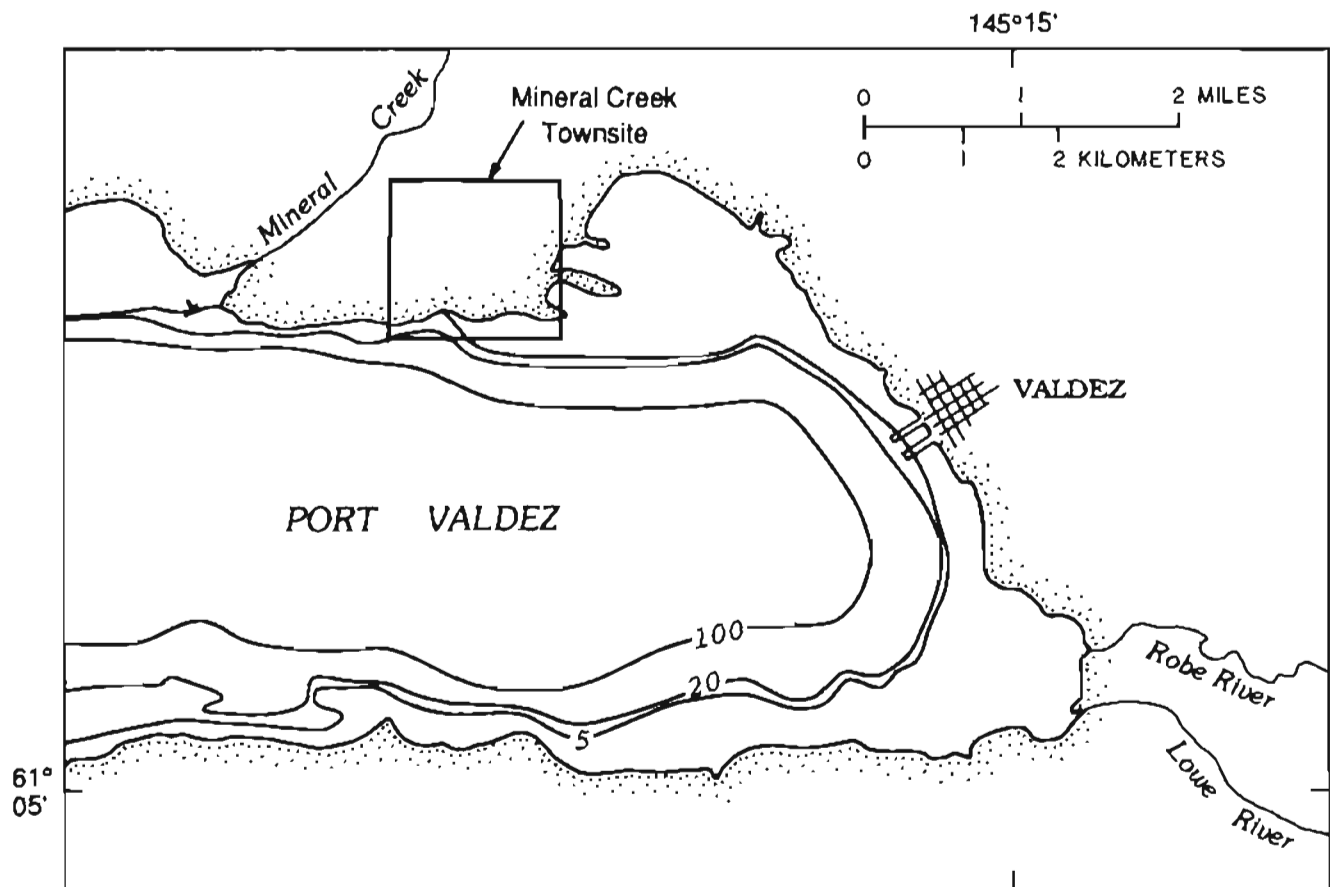 145°15'
Mineral Creek
Townsite
0 1 2 MILES
0 1 2 KILOMETERS
Mineral Creek
VALDEZ
PORT VALDEZ
100
20
5
Robe River
Lowe River
61°
05'